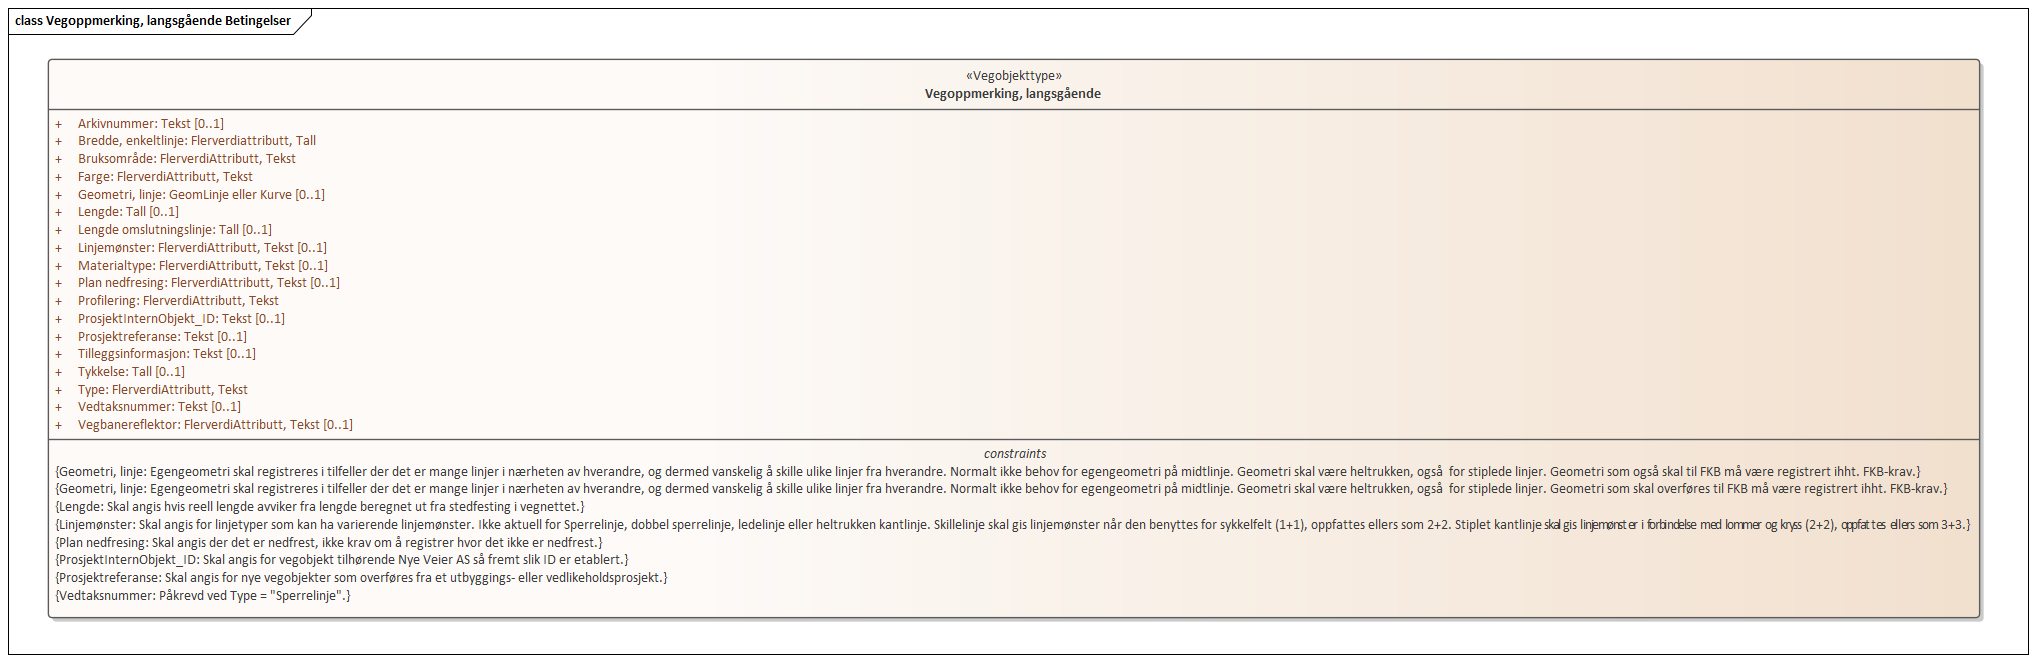 class Vegoppmerking, langsgående Betingelser
«Vegobjekttype»
Vegoppmerking, langsgående
+ Arkivnummer: Tekst [0..1]
+ Bredde, enkeltlinje: Flerverdiattributt, Tall
+ Bruksområde: FlerverdiAttributt, Tekst
+ Farge: FlerverdiAttributt, Tekst
+ Geometri, linje: GeomLinje eller Kurve [0..1]
+ Lengde: Tall [0..1]
+ Lengde omslutningslinje: Tall [0..1]
+ Linjemønster: FlerverdiAttributt, Tekst [0..1]
+ Materialtype: FlerverdiAttributt, Tekst [0..1]
+ Plan nedfresing: FlerverdiAttributt, Tekst [0..1]
+ Profilering: FlerverdiAttributt, Tekst
+ ProsjektInternObjekt_ID: Tekst [0..1]
+ Prosjektreferanse: Tekst [0..1]
+ Tilleggsinformasjon: Tekst [0..1]
+ Tykkelse: Tall [0..1]
+ Type: FlerverdiAttributt, Tekst
+ Vedtaksnummer: Tekst [0..1]
+ Vegbanereflektor: FlerverdiAttributt, Tekst [0..1]
constraints
{Geometri, linje: Egengeometri skal registreres i tilfeller der det er mange linjer i nærheten av hverandre, og dermed vanskelig å skille ulike linjer fra hverandre. Normalt ikke behov for egengeometri på midtlinje. Geometri skal være heltrukken, også  for stiplede linjer. Geometri som også skal til FKB må være registrert ihht. FKB-krav.}
{Geometri, linje: Egengeometri skal registreres i tilfeller der det er mange linjer i nærheten av hverandre, og dermed vanskelig å skille ulike linjer fra hverandre. Normalt ikke behov for egengeometri på midtlinje. Geometri skal være heltrukken, også  for stiplede linjer. Geometri som skal overføres til FKB må være registrert ihht. FKB-krav.}
{Lengde: Skal angis hvis reell lengde avviker fra lengde beregnet ut fra stedfesting i vegnettet.}
{Linjemønster: Skal angis for linjetyper som kan ha varierende linjemønster. Ikke aktuell for Sperrelinje, dobbel sperrelinje, ledelinje eller heltrukken kantlinje. Skillelinje skal gis linjemønster når den benyttes for sykkelfelt (1+1), oppfattes ellers som 2+2. Stiplet kantlinje skal gis linjemønster i forbindelse med lommer og kryss (2+2), oppfattes ellers som 3+3.}
{Plan nedfresing: Skal angis der det er nedfrest, ikke krav om å registrer hvor det ikke er nedfrest.}
{ProsjektInternObjekt_ID: Skal angis for vegobjekt tilhørende Nye Veier AS så fremt slik ID er etablert.}
{Prosjektreferanse: Skal angis for nye vegobjekter som overføres fra et utbyggings- eller vedlikeholdsprosjekt.}
{Vedtaksnummer: Påkrevd ved Type = "Sperrelinje".}